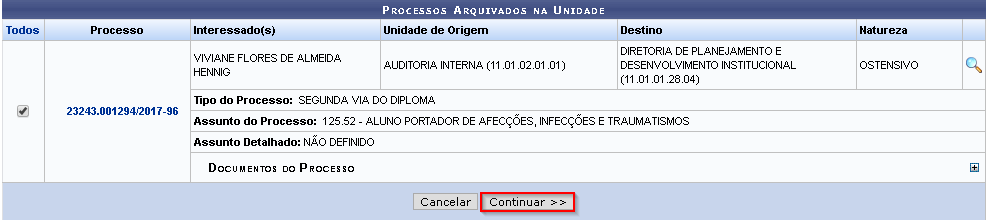 Processos Arquivados na Unidade
Todos Processo Interessado(s) Unidade de Origem Destino Natureza
23243.001294/2017-96
VIVIANE FLORES DE ALMEIDA
HENNIG
AUDITORIA INTERNA (11.01.02.01.01)
DIRETORIA DE PLANEJAMENTO E
DESENVOLVIMENTO INSTITUCIONAL
(11.01.01.28.04)
OSTENSIVO
Tipo do Processo: SEGUNDA VIA DO DIPLOMA
Assunto do Processo: 125.52 - ALUNO PORTADOR DE AFECÇÕES, INFECÇÕES E TRAUMATISMOS
Assunto Detalhado: NÃO DEFINIDO
Documentos do Processo
Cancelar Continuar >>